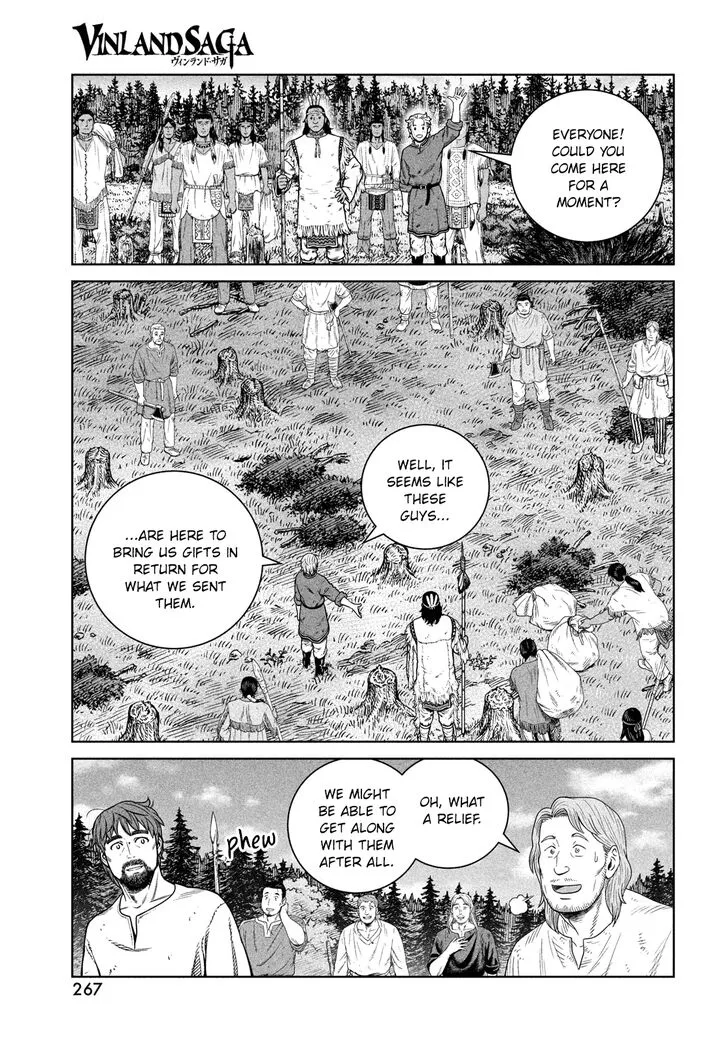 VINLAND SAGA
ヴィンランド・サガ
EVERYONE!
COULD YOU
COME HERE
FOR A
MOMENT?
WELL, IT
SEEMS LIKE
THESE
GUYS...
...ARE HERE TO
BRING US GIFTS IN
RETURN FOR
WHAT WE SENT
THEM.
OH, WHAT
A RELIEF.
WE MIGHT
BE ABLE TO
GET ALONG
WITH THEM
AFTER ALL.
phew
267